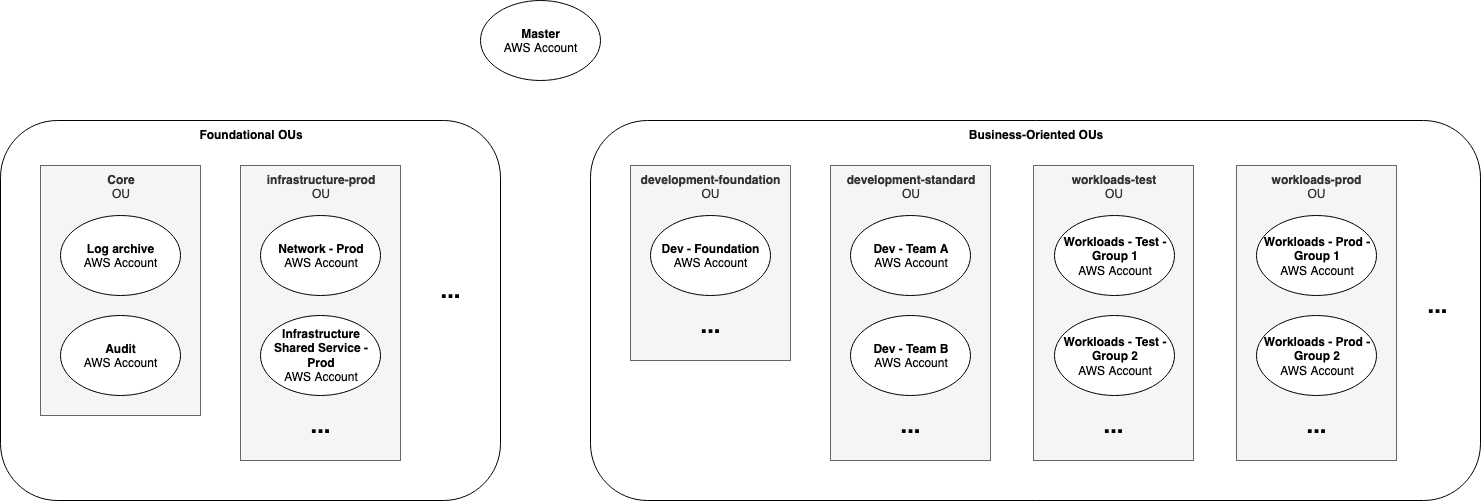 Master
AWS Account
Foundational OUs
Core
OU
Log archive
AWS Account
Audit
AWS Account
infrastructure-prod
OU
Network - Prod
AWS Account
Infrastructure
Shared Service -
Prod
AWS Account
...
...
Business-Oriented OUs
development-foundation
OU
Dev - Foundation
AWS Account
...
development-standard
OU
Dev - Team A
AWS Account
Dev - Team B
AWS Account
...
workloads-test
OU
Workloads - Test -
Group 1
AWS Account
Workloads - Test -
Group 2
AWS Account
...
workloads-prod
OU
Workloads - Prod -
Group 1
AWS Account
Workloads - Prod -
Group 2
AWS Account
...
...